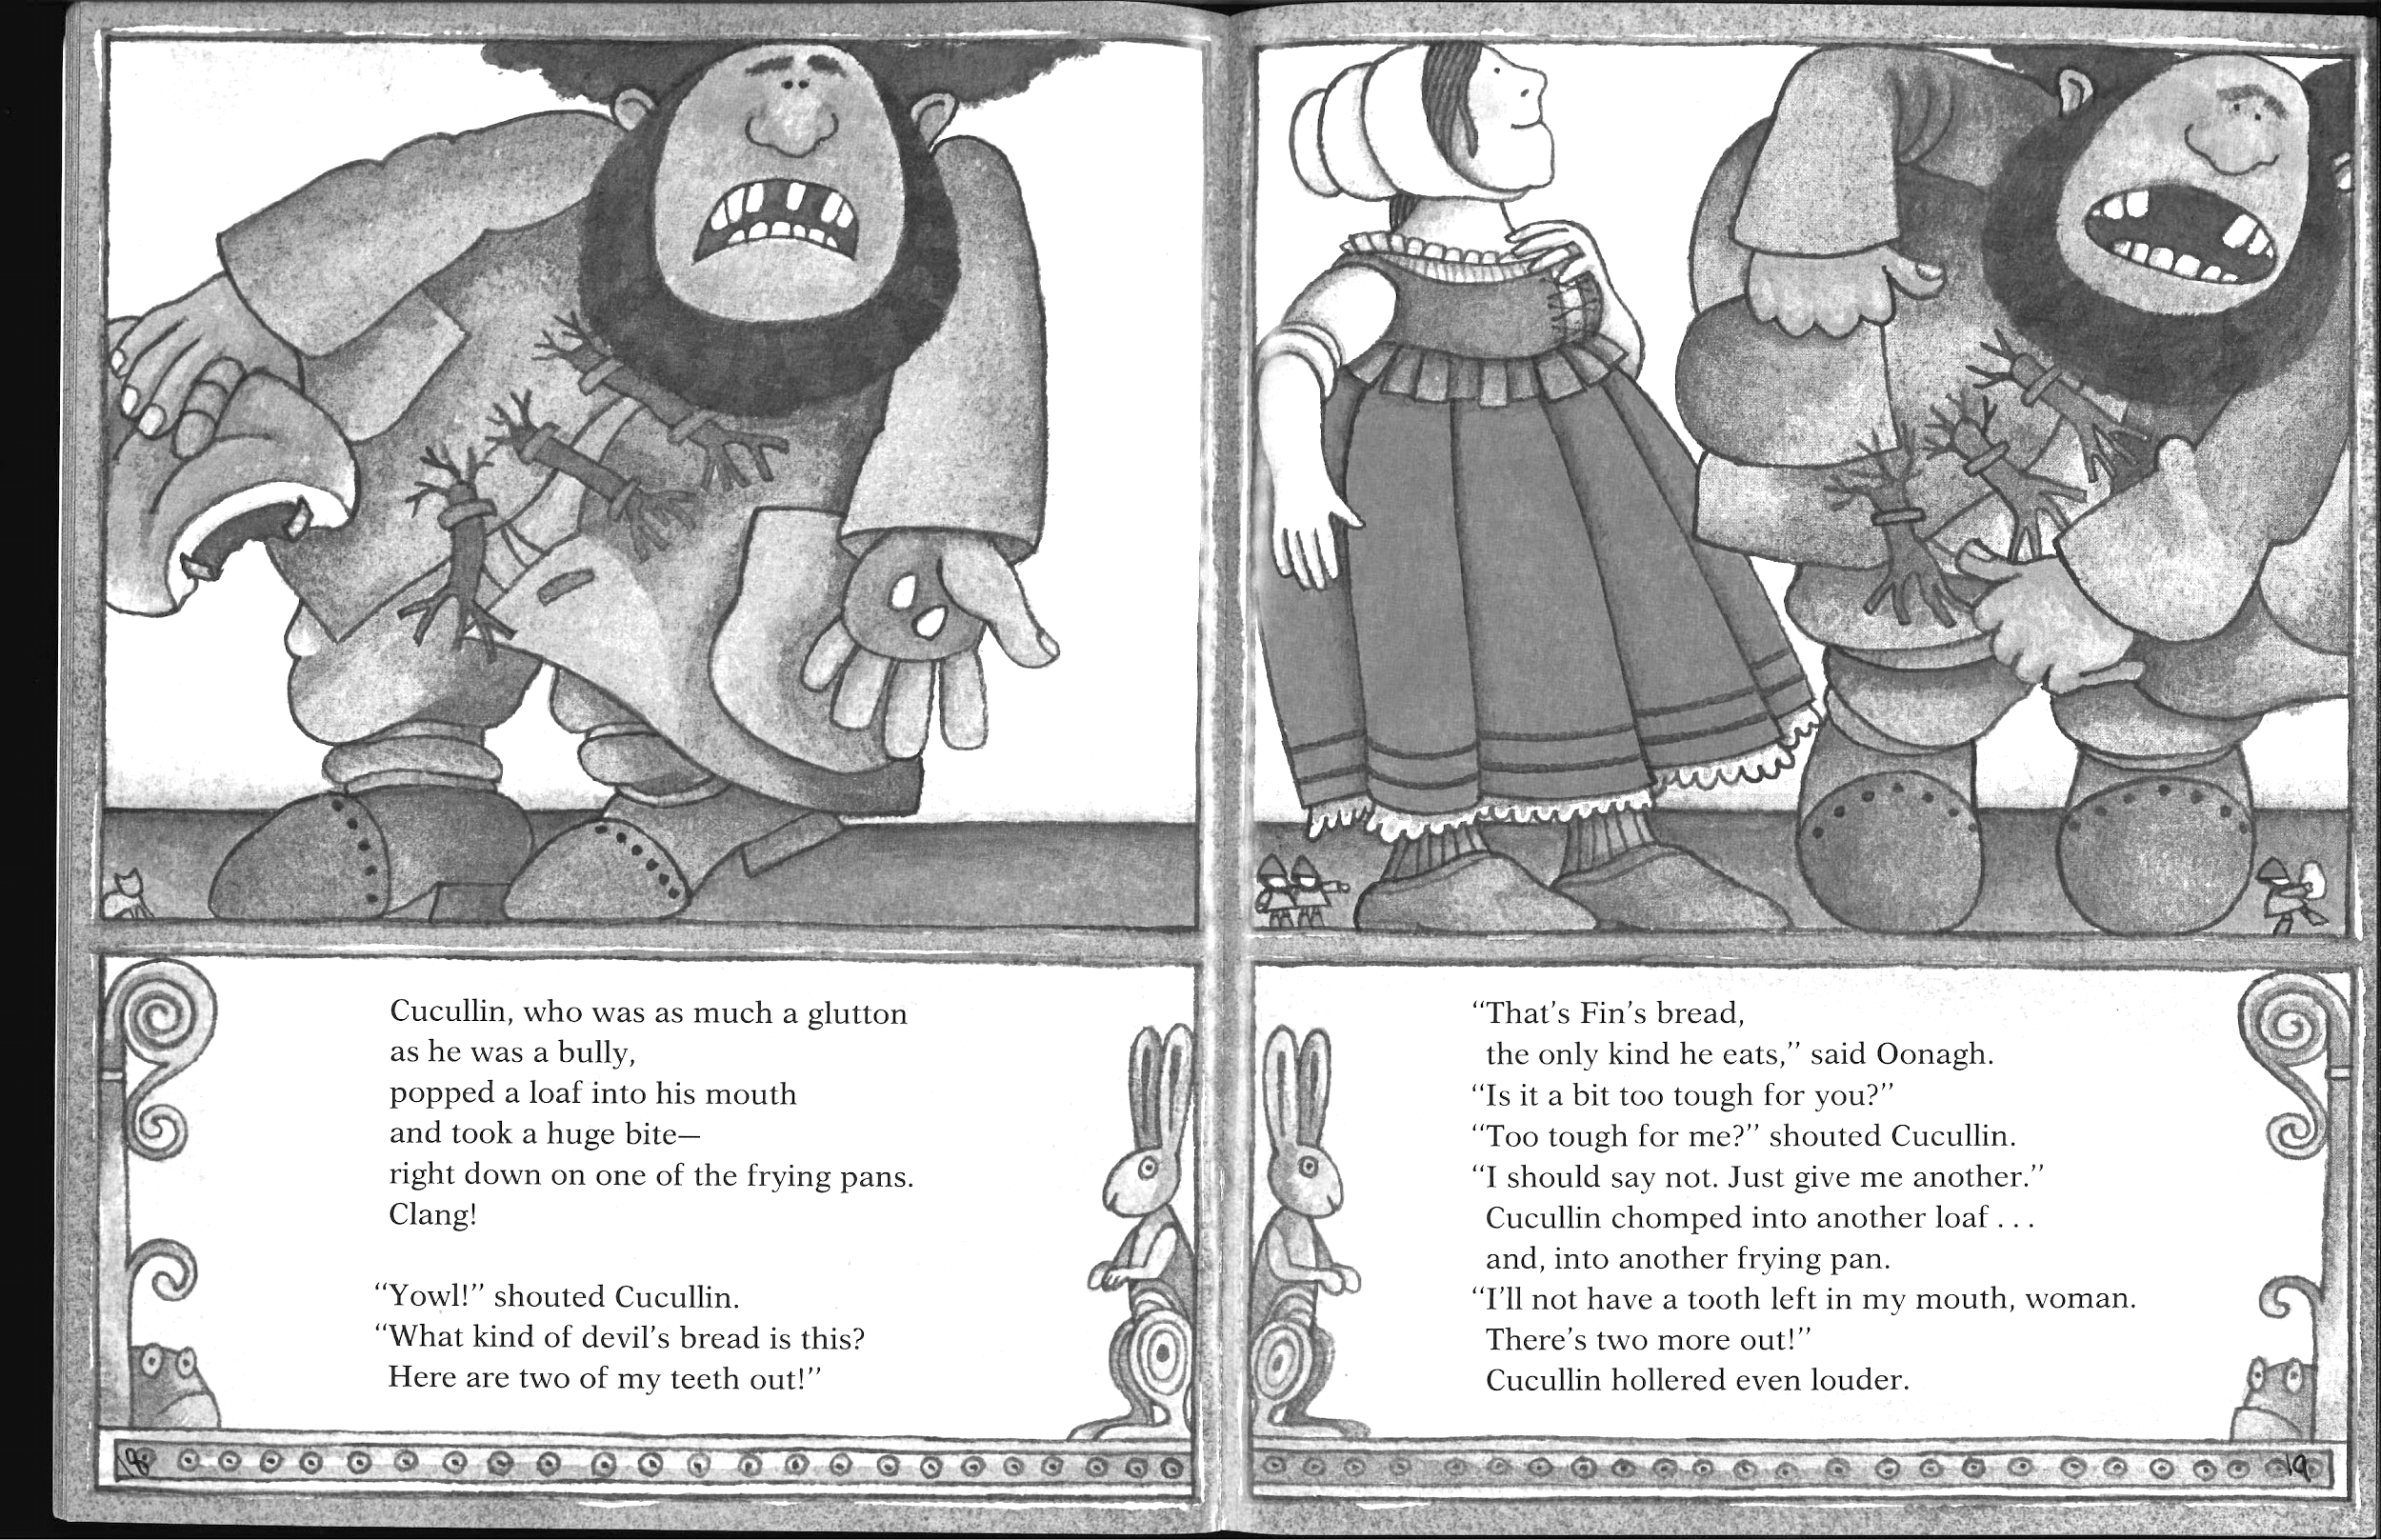 Cucullin, who was as much a glutton
as he was a bully,
popped a loaf into his mouth
and took a huge bite—
right down on one of the frying pans.
Clang!
“Yowl!” shouted Cucullin.
“What kind of devil’s bread is this?
Here are two of my teeth out!”
18
“That’s Fin’s bread,
the only kind he eats,” said Oonagh.
“Is it a bit too tough for you?”
“Too tough for me?” shouted Cucullin.
“I should say not. Just give me another.”
Cucullin chomped into another loaf . . .
and, into another frying pan.
“I’ll not have a tooth left in my mouth, woman.
There’s two more out!”
Cucullin hollered even louder.
19